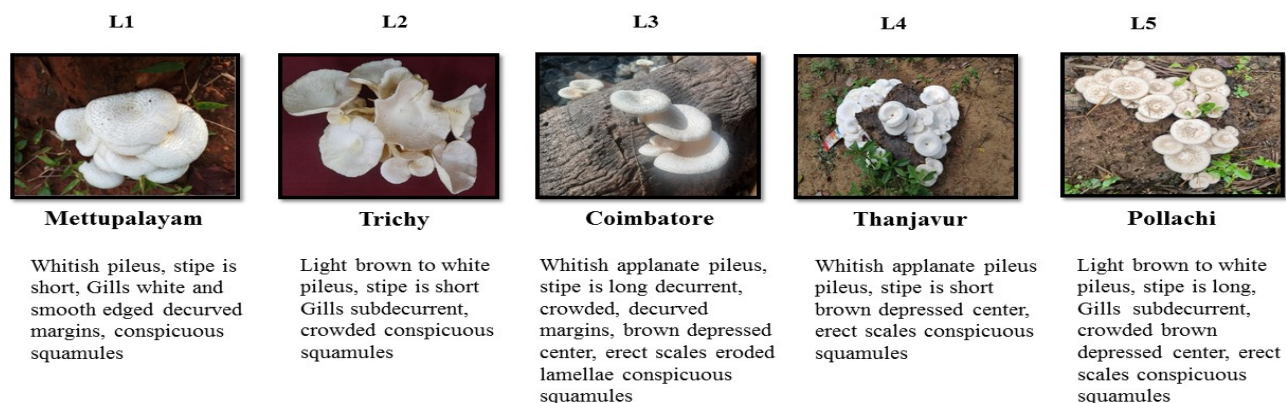 L1
L2
L3
L4
L5
Mettupalayam
Trichy
Coimbatore
Thanjavur
Pollachi
Whitish pileus, stipe is
short, Gills white and
smooth edged decurved
margins, conspicuous
squamules
Light brown to white
pileus, stipe is short
Gills subdecurrent,
crowded conspicuous
squamules
Whitish applanate pileus,
stipe is long decurrent,
crowded, decurved
margins, brown depressed
center, erect scales eroded
lamellae conspicuous
squamules
Whitish applanate pileus
pileus, stipe is short
brown depressed center,
erect scales conspicuous
squamules
Light brown to white
pileus, stipe is long,
Gills subdecurrent,
crowded brown
depressed center, erect
scales conspicuous
squamules